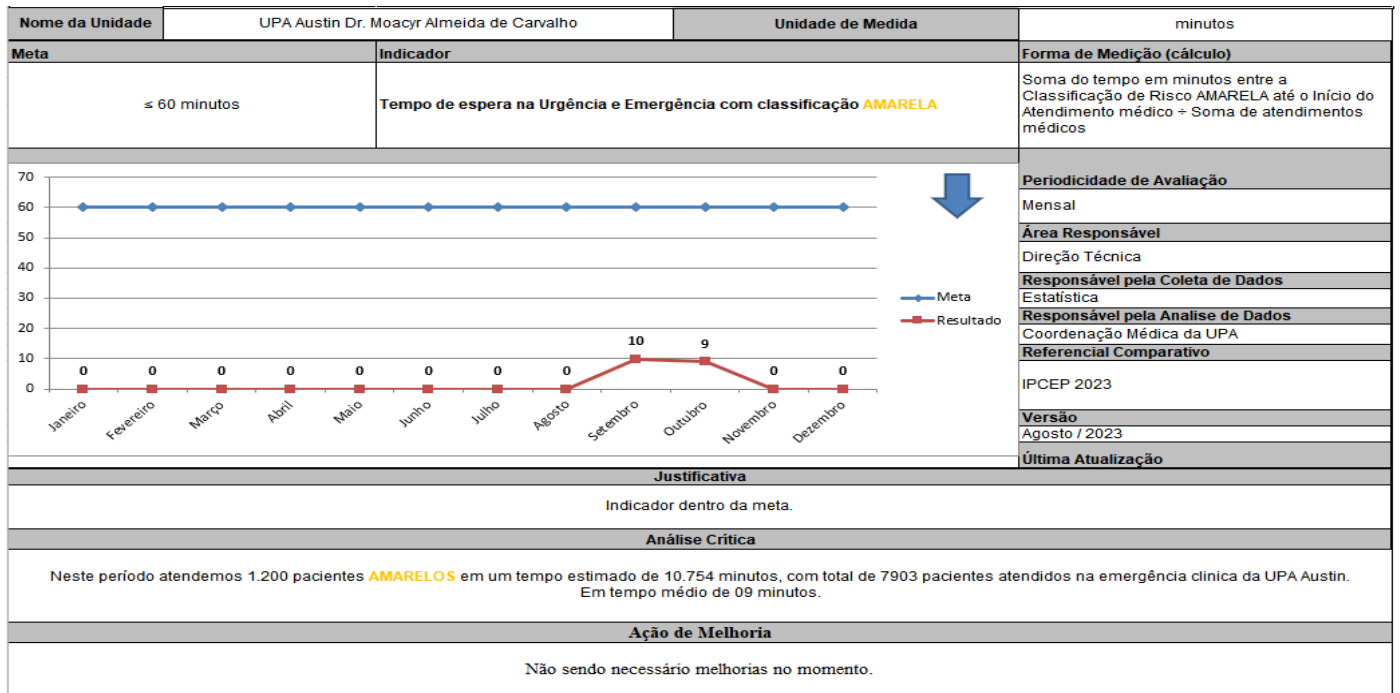 Nome da Unidade
UPA Austin Dr. Moacyr Almeida de Carvalho
Unidade de Medida
minutos
Meta
Indicador
Forma de Medição (cálculo)
≤ 60 minutos
Tempo de espera na Urgência e Emergência com classificação AMARELA
Soma do tempo em minutos entre a
Classificação de Risco AMARELA até o Início do
Atendimento médico ÷ Soma de atendimentos
médicos
70
60
50
40
30
20
10
0
0
0
0
0
0
0
0
0
10
9
0
0
Janeiro
Fevereiro
Março
Abril
Maio
Junho
Julho
Agosto
Setembro
Outubro
Novembro
Dezembro
Meta
Resultado
Periodicidade de Avaliação
Mensal
Área Responsável
Direção Técnica
Responsável pela Coleta de Dados
Estatística
Responsável pela Analise de Dados
Coordenação Médica da UPA
Referencial Comparativo
IPCEP 2023
Versão
Agosto / 2023
Última Atualização
Justificativa
Indicador dentro da meta.
Análise Crítica
Neste período atendemos 1.200 pacientes AMARELOS em um tempo estimado de 10.754 minutos, com total de 7903 pacientes atendidos na emergência clinica da UPA Austin.
Em tempo médio de 09 minutos.
Ação de Melhoria
Não sendo necessário melhorias no momento.